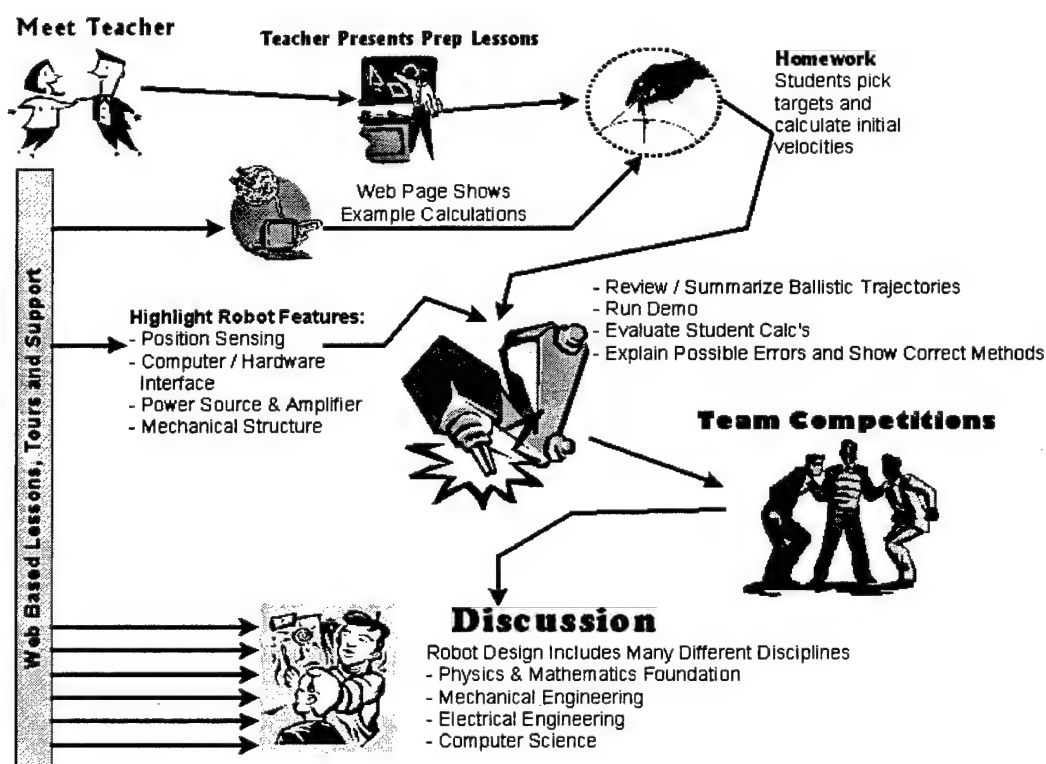 Meet Teacher
Teacher Presents Prep Lessons
Homework
Students pick
targets and
calculate initial
velocities
Web Page Shows
Example Calculations
Web Based Lessons, Tours and Support
Highlight Robot Features:
- Position Sensing
- Computer / Hardware
Interface
- Power Source & Amplifier
- Mechanical Structure
- Review / Summarize Ballistic Trajectories
- Run Demo
- Evaluate Student Calc's
- Explain Possible Errors and Show Correct Methods
Team Competitions
Discussion
Robot Design Includes Many Different Disciplines
- Physics & Mathematics Foundation
- Mechanical Engineering
- Electrical Engineering
- Computer Science